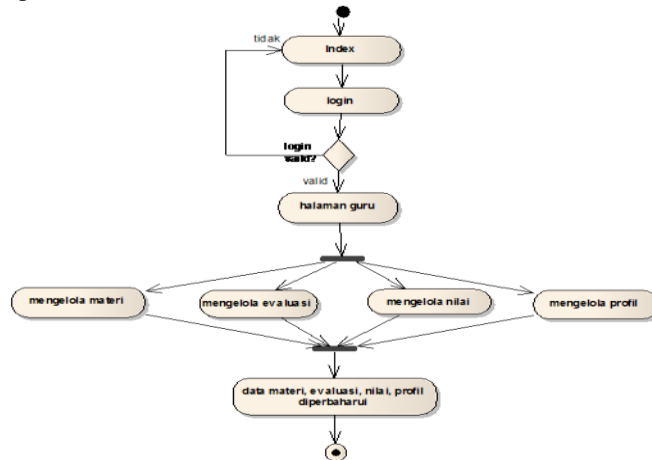 tidak
Index
login
login
valid?
valid
halaman guru
mengelola materi
mengelola evaluasi
mengelola nilai
mengelola profil
data materi, evaluasi, nilai, profil
diperbaharui